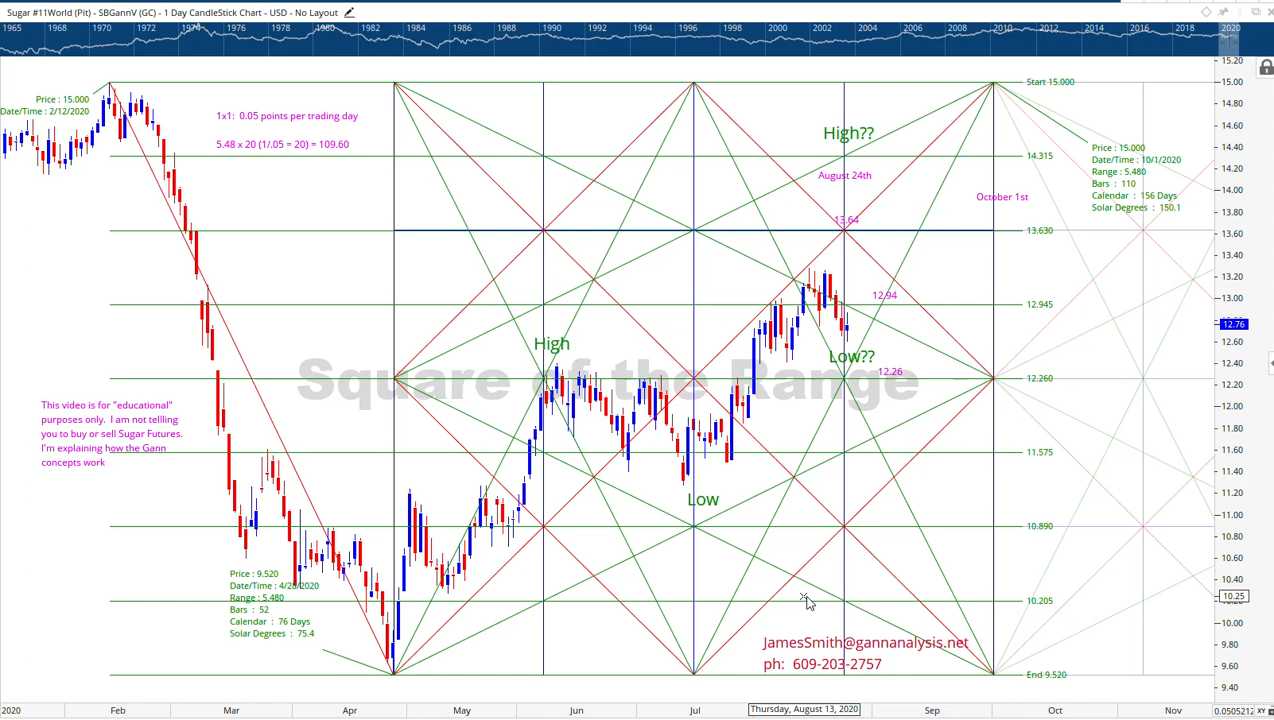 Sugar #11World (Pit) - SBGannV (GC) - 1 Day CandleStick Chart - USD - No Layout
1965 1968 1970 1972 1974 1976 1978 1980 1982 1984 1986 1988 1990 1992 1994 1996 1998 2000 2002 2004 2006 2008 2010 2012 2014 2016 2018 2020
Price : 15.000
Date/Time : 2/12/2020
1x1: 0.05 points per trading day
5.48 x 20 (1/.05 = 20) = 109.60
Start 15.000
14.315
13.630
12.945
12.260
11.575
10.890
10.205
End 9.520
High??
August 24th
October 1st
13.64
12.94
Low??
12.26
High
Low
Price : 15.000
Date/Time : 10/1/2020
Range : 5.480
Bars : 110
Calendar : 156 Days
Solar Degrees : 150.1
Square of the Range
This video is for "educational"
purposes only. I am not telling
you to buy or sell Sugar Futures.
I'm explaining how the Gann
concepts work
Price : 9.520
Date/Time : 4/28/2020
Range : 5.480
Bars : 52
Calendar : 76 Days
Solar Degrees : 75.4
JamesSmith@gannanalysis.net
ph: 609-203-2757
15.20
15.00
14.80
14.60
14.40
14.20
14.00
13.80
13.60
13.40
13.20
13.00
12.76
12.60
12.40
12.20
12.00
11.80
11.60
11.40
11.20
11.00
10.80
10.60
10.40
10.25
10.00
9.80
9.60
9.40
2020 Feb Mar Apr May Jun Jul Thursday, August 13, 2020 Sep Oct Nov 0.0505212 XY